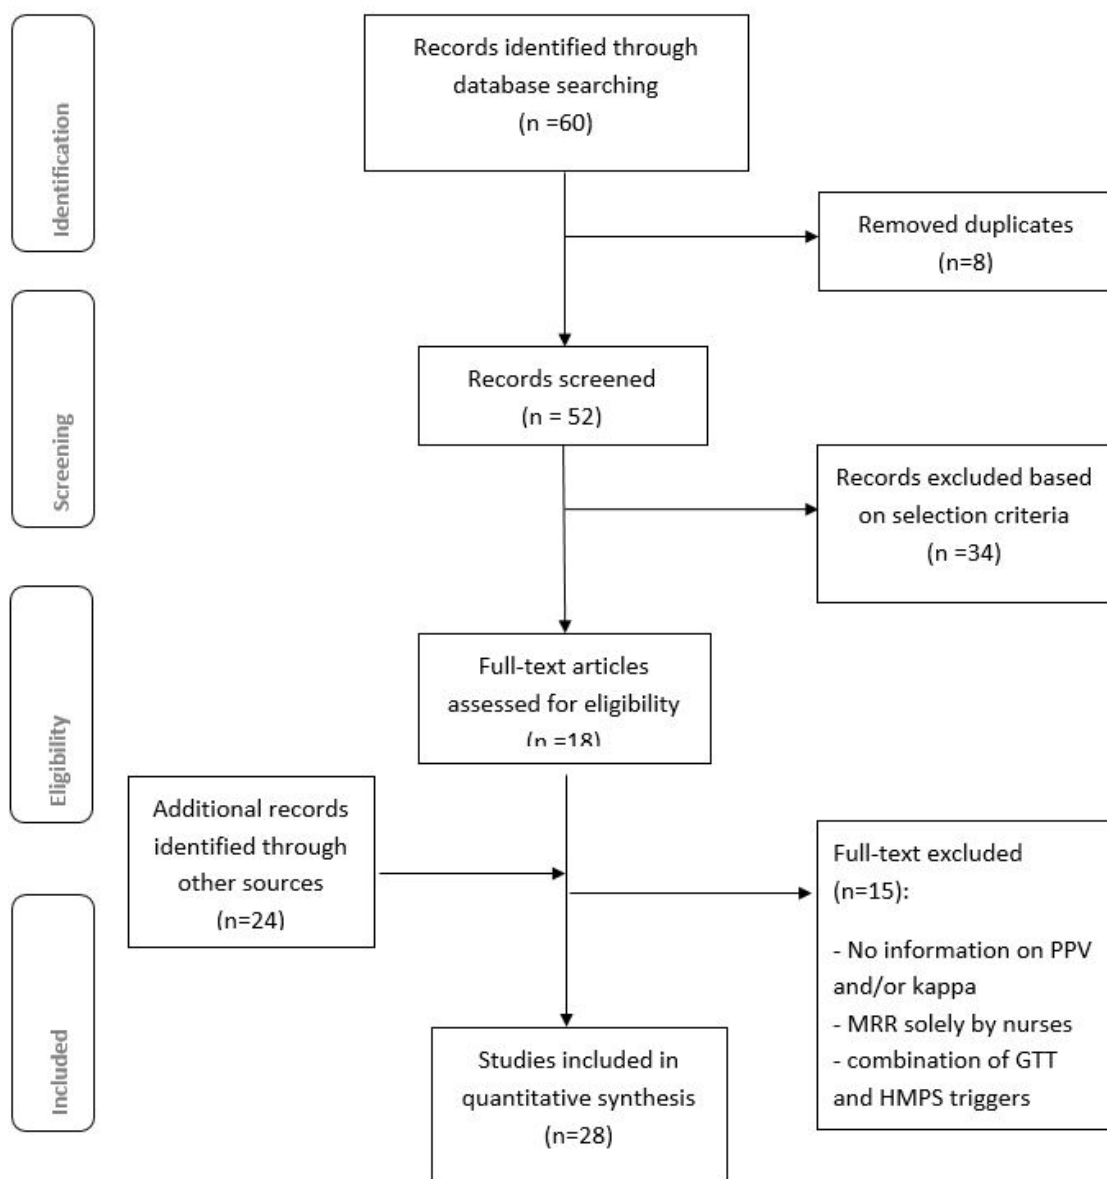 Identification
Records identified through
database searching
(n =60)
Removed duplicates
(n=8)
Screening
Records screened
(n = 52)
Records excluded based
on selection criteria
(n =34)
Eligibility
Full-text articles
assessed for eligibility
(n =18)
Additional records
identified through
other sources
(n=24)
Full-text excluded
(n=15):
- No information on PPV
and/or kappa
- MRR solely by nurses
- combination of GTT
and HMPS triggers
Included
Studies included in
quantitative synthesis
(n=28)